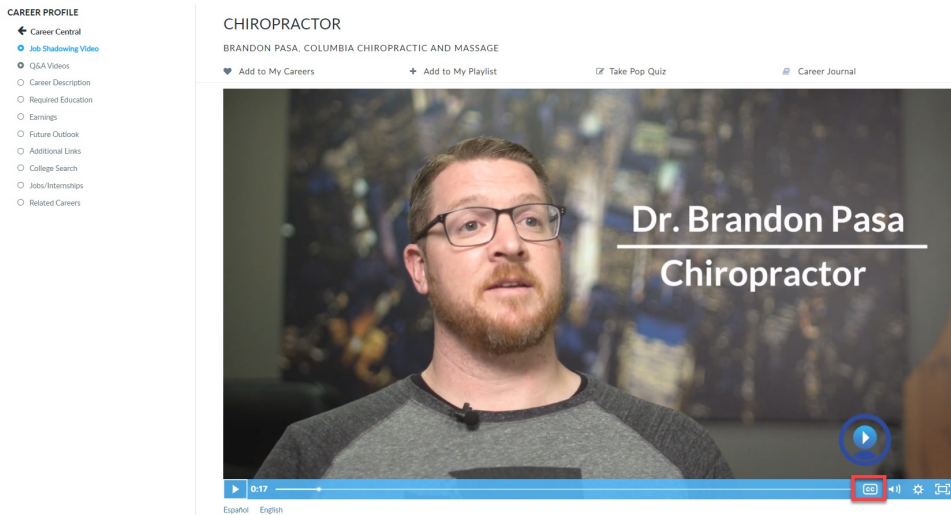 CAREER PROFILE
Career Central
Job Shadowing Video
Q&A Videos
Career Description
Required Education
Earnings
Future Outlook
Additional Links
College Search
Jobs/Internships
Related Careers
CHIROPRACTOR
BRANDON PASA, COLUMBIA CHIROPRACTIC AND MASSAGE
Add to My Careers
Add to My Playlist
Take Pop Quiz
Career Journal
Dr. Brandon Pasa
Chiropractor
0:17
CC
Español English